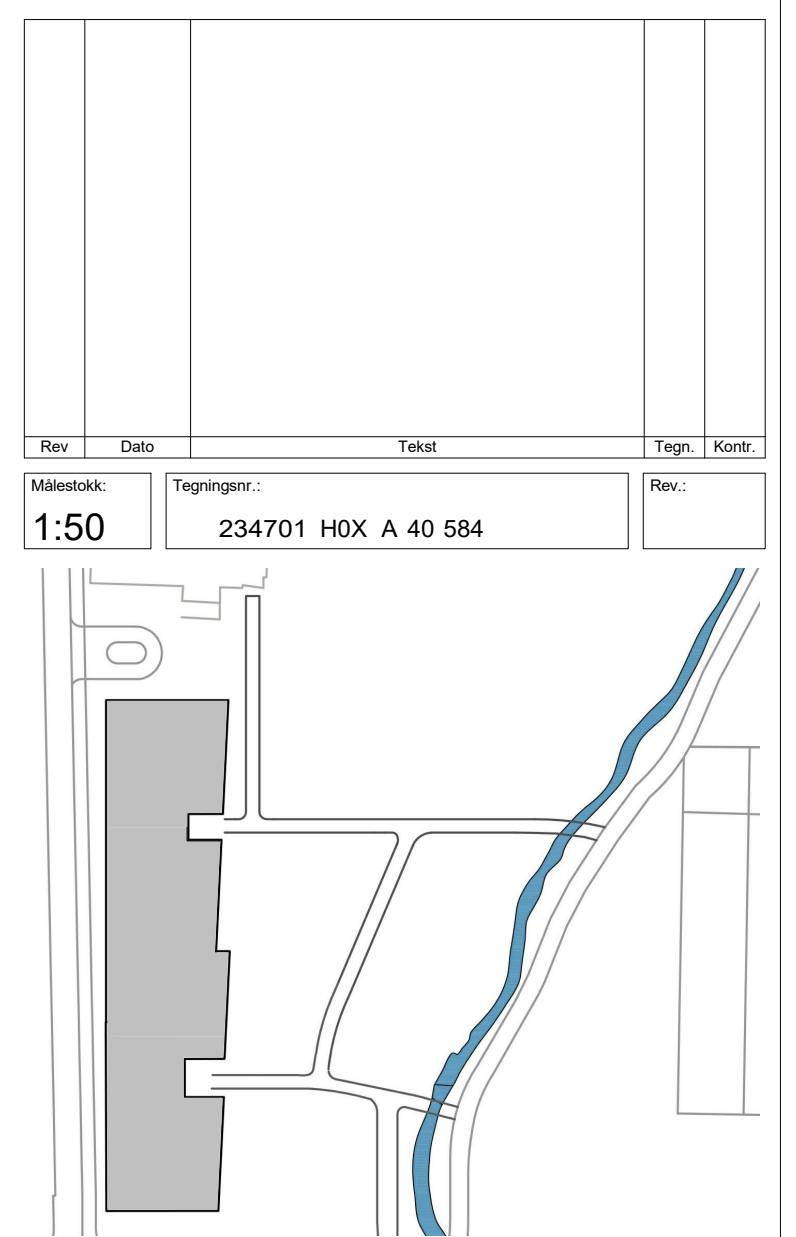 Rev Dato Tekst Tegn. Kontr.
Målestokk: Tegningsnr.: Rev.:
1:50 234701 H0X A 40 584